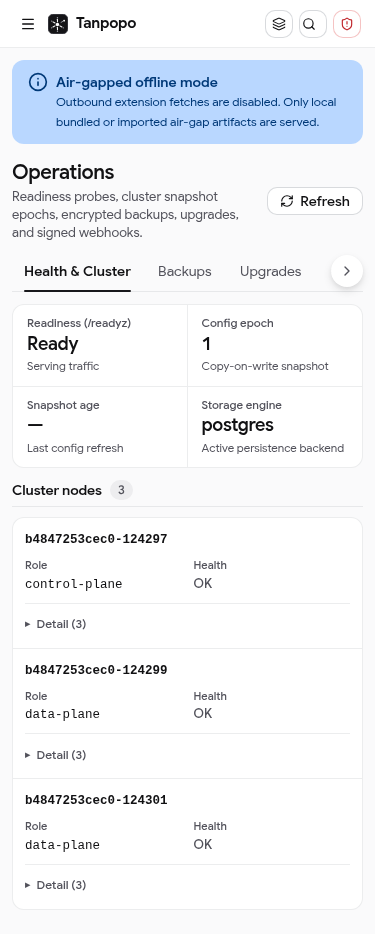 Tanpopo
Air-gapped offline mode
Outbound extension fetches are disabled. Only local
bundled or imported air-gap artifacts are served.
Operations
Readiness probes, cluster snapshot
epochs, encrypted backups, upgrades,
and signed webhooks.
Refresh
Health & Cluster Backups Upgrades
Readiness (/readyz)
Ready
Serving traffic
Config epoch
1
Copy-on-write snapshot
Snapshot age
—
Last config refresh
Storage engine
postgres
Active persistence backend
Cluster nodes 3
b4847253cec0-124297
Role Health
control-plane OK
Detail (3)
b4847253cec0-124299
Role Health
data-plane OK
Detail (3)
b4847253cec0-124301
Role Health
data-plane OK
Detail (3)